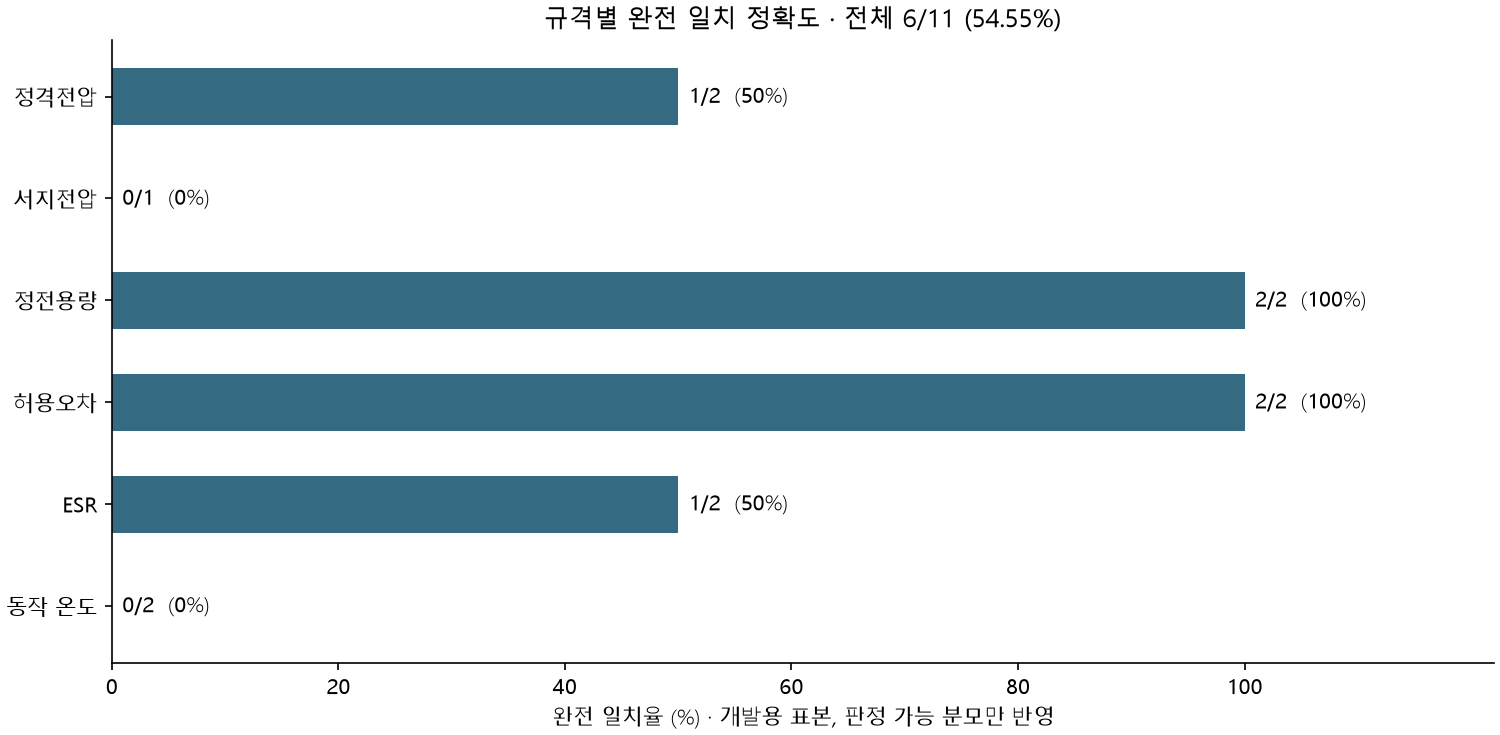 규격별 완전 일치 정확도 · 전체 6/11 (54.55%)
정격전압 1/2 (50%)
서지전압 0/1 (0%)
정전용량 2/2 (100%)
허용오차 2/2 (100%)
ESR 1/2 (50%)
동작 온도 0/2 (0%)
0 20 40 60 80 100
완전 일치율 (%) · 개발용 표본, 판정 가능 분모만 반영